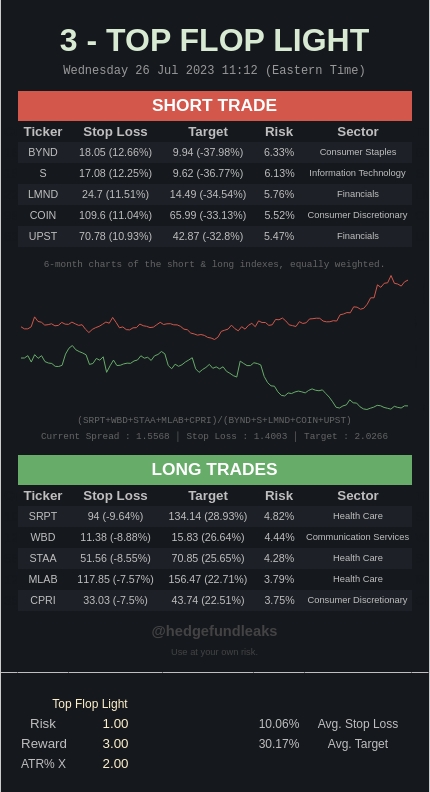 3 - TOP FLOP LIGHT
Wednesday 26 Jul 2023 11:12 (Eastern Time)
SHORT TRADE
Ticker Stop Loss Target Risk Sector
BYND 18.05 (12.66%) 9.94 (-37.98%) 6.33% Consumer Staples
S 17.08 (12.25%) 9.62 (-36.77%) 6.13% Information Technology
LMND 24.7 (11.51%) 14.49 (-34.54%) 5.76% Financials
COIN 109.6 (11.04%) 65.99 (-33.13%) 5.52% Consumer Discretionary
UPST 70.78 (10.93%) 42.87 (-32.8%) 5.47% Financials
6-month charts of the short & long indexes, equally weighted.
(SRPT+WBD+STAA+MLAB+CPRI)/(BYND+S+LMND+COIN+UPST)
Current Spread : 1.5568 | Stop Loss : 1.4003 | Target : 2.0266
LONG TRADES
Ticker Stop Loss Target Risk Sector
SRPT 94 (-9.64%) 134.14 (28.93%) 4.82% Health Care
WBD 11.38 (-8.88%) 15.83 (26.64%) 4.44% Communication Services
STAA 51.56 (-8.55%) 70.85 (25.65%) 4.28% Health Care
MLAB 117.85 (-7.57%) 156.47 (22.71%) 3.79% Health Care
CPRI 33.03 (-7.5%) 43.74 (22.51%) 3.75% Consumer Discretionary
@hedgefundleaks
Use at your own risk.
Top Flop Light
Risk 1.00 10.06% Avg. Stop Loss
Reward 3.00 30.17% Avg. Target
ATR% X 2.00